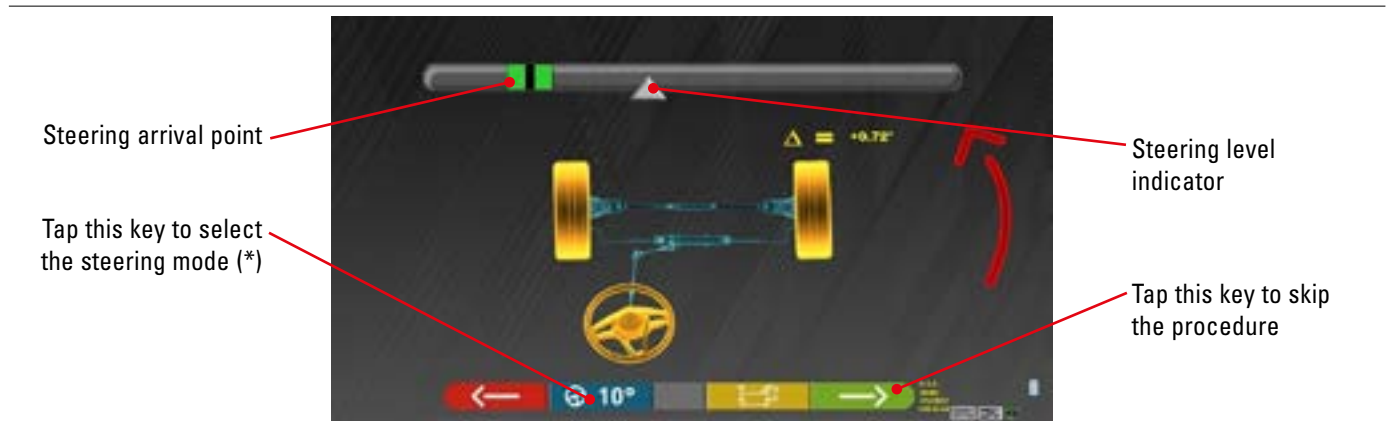 Steering arrival point
Tap this key to select
the steering mode (*)
= +0.72°
10°
Steering level
indicator
Tap this key to skip
the procedure